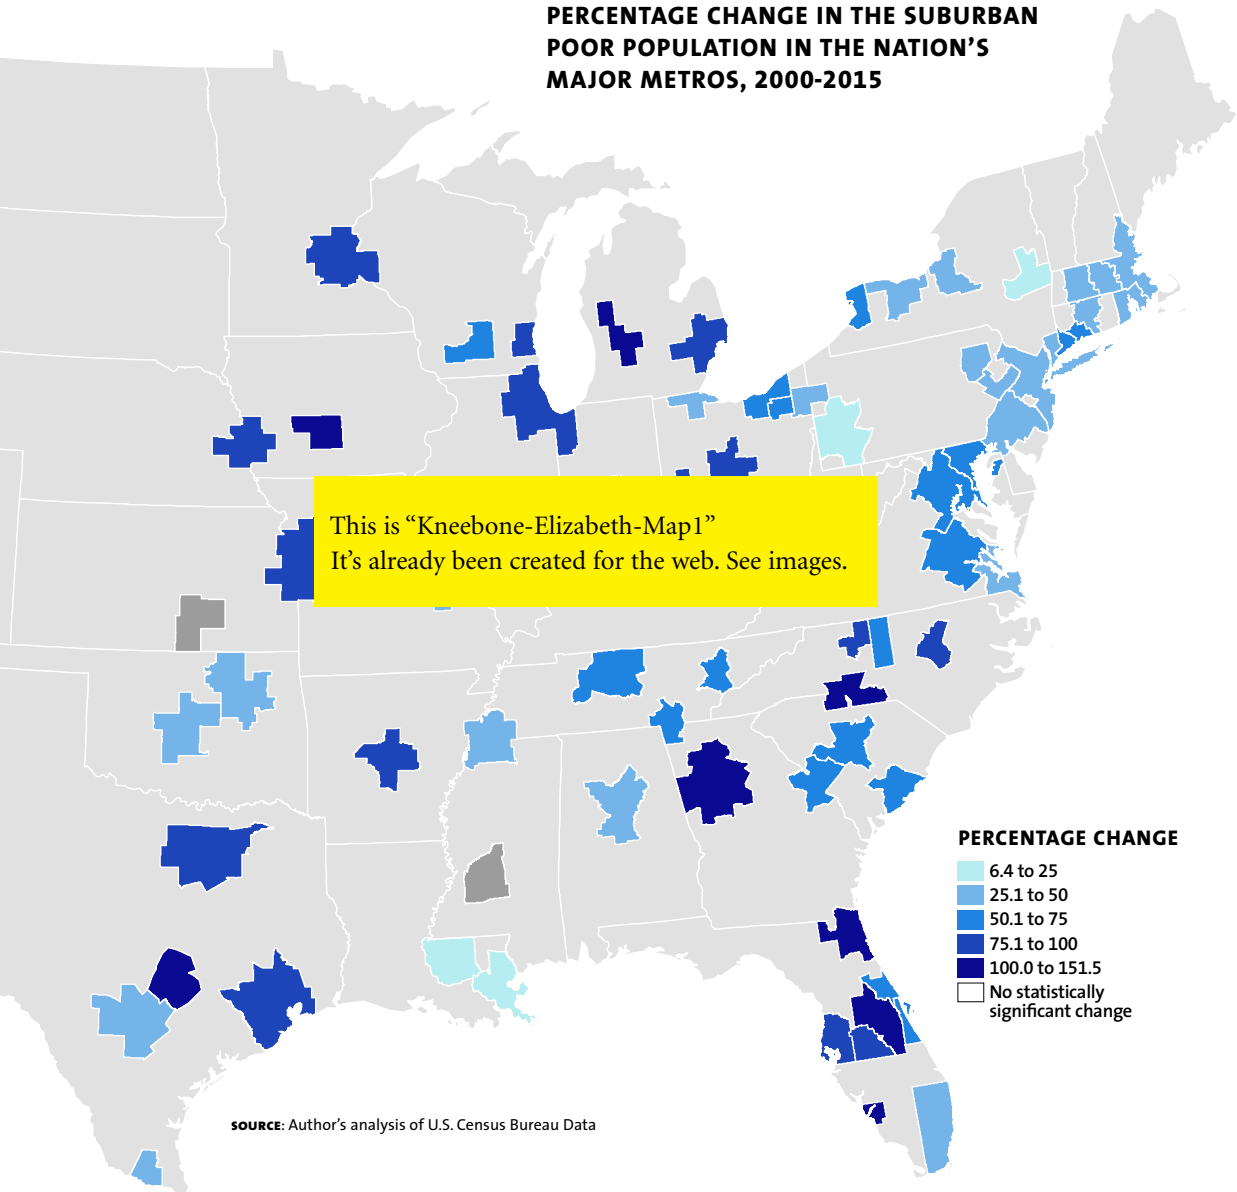 PERCENTAGE CHANGE IN THE SUBURBAN
POOR POPULATION IN THE NATION’S
MAJOR METROS, 2000-2015
This is “Kneebone-Elizabeth-Map1”
It’s already been created for the web. See images.
PERCENTAGE CHANGE
6.4 to 25
25.1 to 50
50.1 to 75
75.1 to 100
100.0 to 151.5
No statistically
significant change
SOURCE: Author’s analysis of U.S. Census Bureau Data